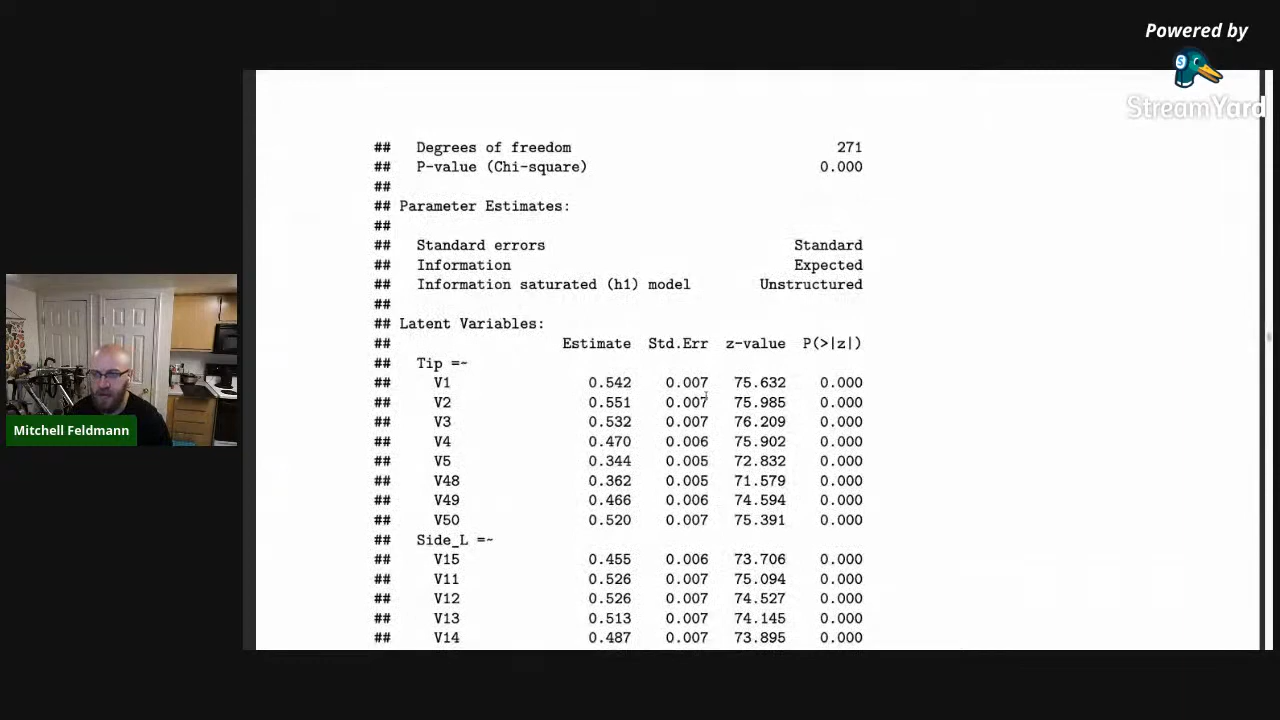 Powered by
StreamYard
## Degrees of freedom 271
## P-value (Chi-square) 0.000
##
## Parameter Estimates:
##
## Standard errors Standard
## Information Expected
## Information saturated (h1) model Unstructured
##
## Latent Variables:
## Estimate Std.Err z-value P(>|z|)
## Tip =~
## V1 0.542 0.007 75.632 0.000
## V2 0.551 0.007 75.985 0.000
## V3 0.532 0.007 76.209 0.000
## V4 0.470 0.006 75.902 0.000
## V5 0.344 0.005 72.832 0.000
## V48 0.362 0.005 71.579 0.000
## V49 0.466 0.006 74.594 0.000
## V50 0.520 0.007 75.391 0.000
## Side_L =~
## V15 0.455 0.006 73.706 0.000
## V11 0.526 0.007 75.094 0.000
## V12 0.526 0.007 74.527 0.000
## V13 0.513 0.007 74.145 0.000
## V14 0.487 0.007 73.895 0.000
Mitchell Feldmann